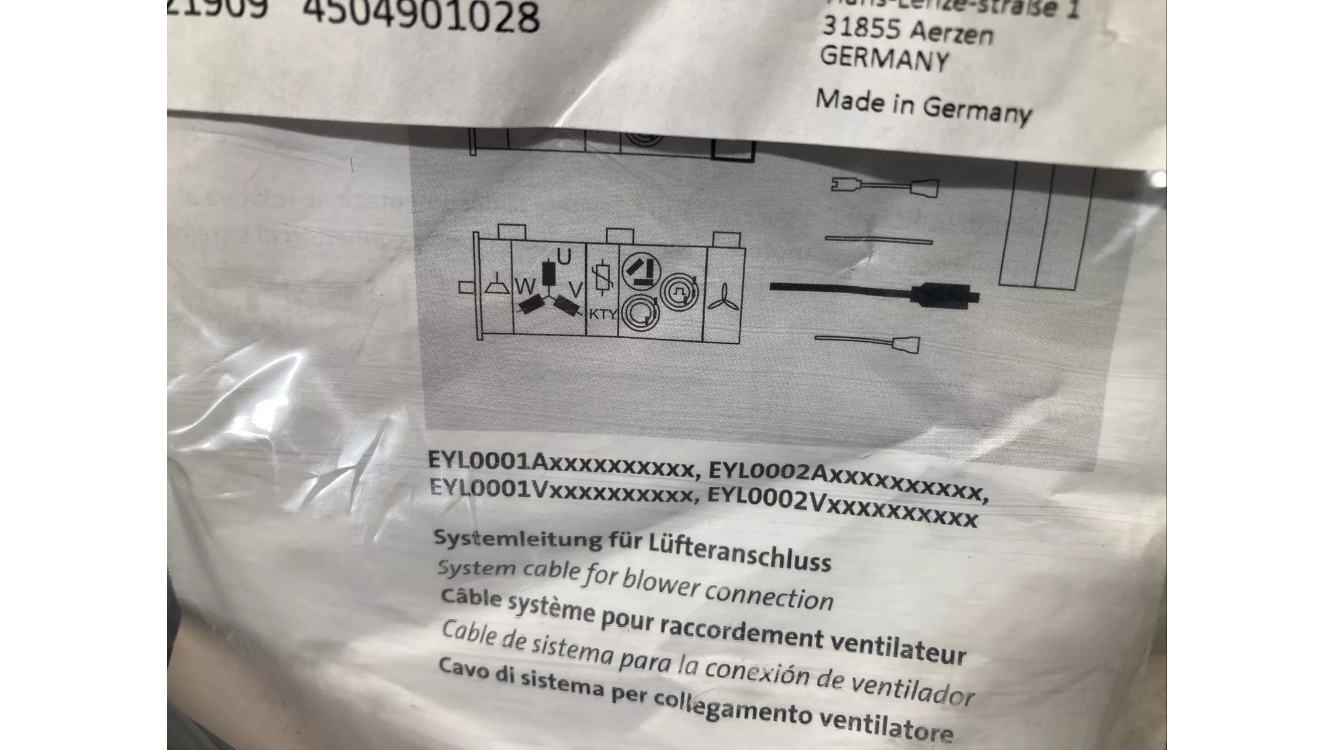 4504901028
31855 Aerzen
GERMANY
Made in Germany
U
W
V
KTY
EYL0001Axxxxxxxxxx, EYL0002Axxxxxxxxxx,
EYL0001Vxxxxxxxxxx, EYL0002Vxxxxxxxxxx
Systemleitung für Lüfteranschluss
System cable for blower connection
Câble système pour raccordement ventilateur
Cable de sistema para la conexión de ventilador
Cavo di sistema per collegamento ventilatore